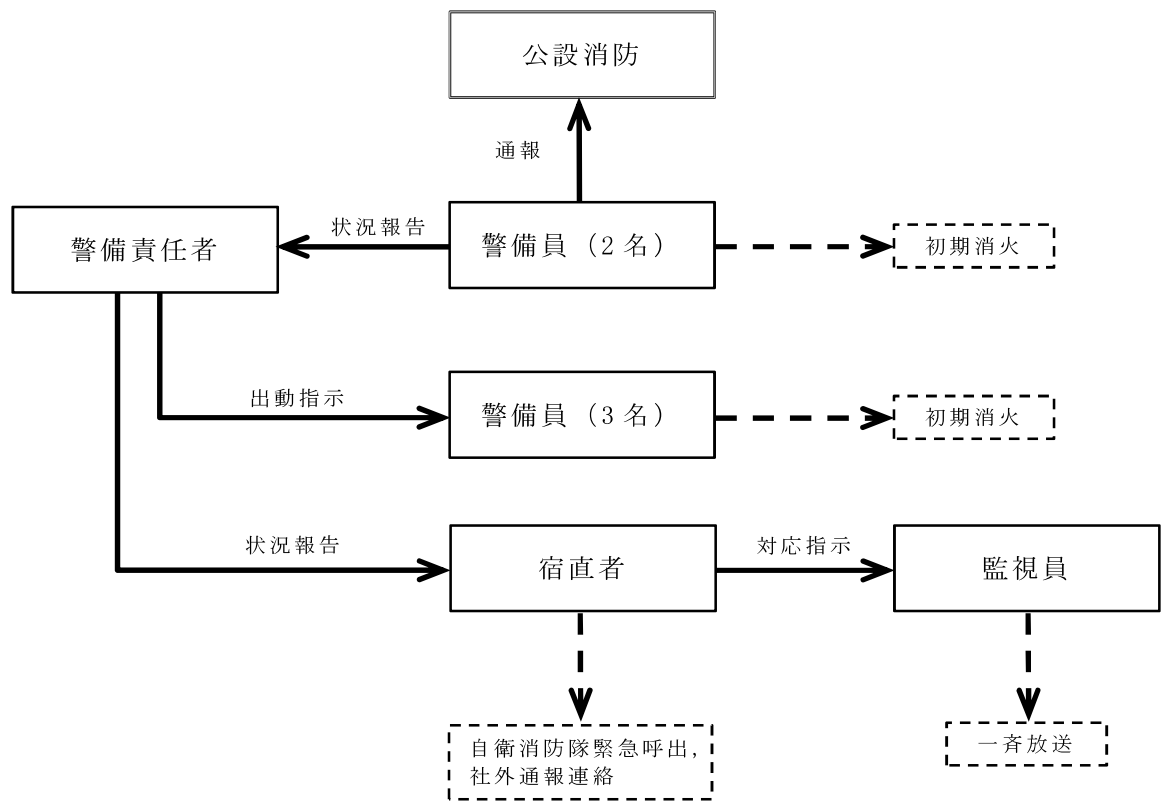 公設消防
通報
警備責任者
状況報告
警備員（2名）
初期消火
出動指示
警備員（3名）
初期消火
状況報告
宿直者
対応指示
監視員
自衛消防隊緊急呼出,
社外通報連絡
一斉放送